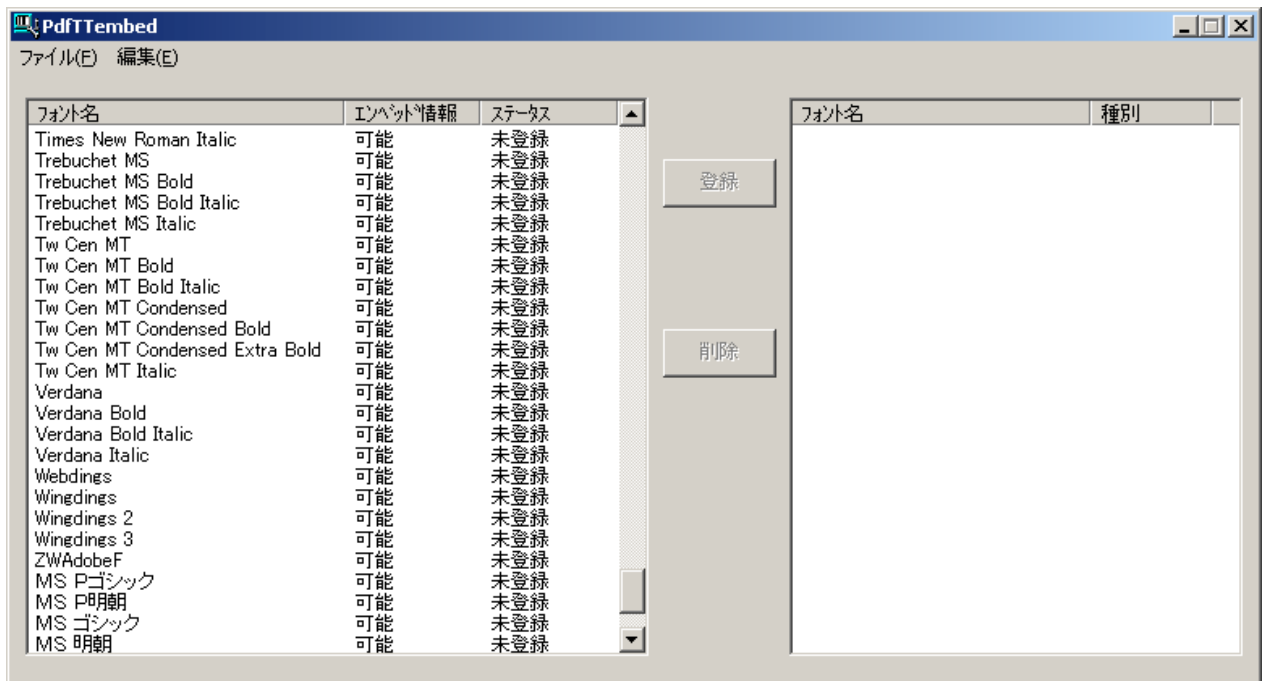 PdfTTembed
ファイル(F) 編集(E)
フォント名 エンベッド情報 ステータス
Times New Roman Italic 可能 未登録
Trebuchet MS 可能 未登録
Trebuchet MS Bold 可能 未登録
Trebuchet MS Bold Italic 可能 未登録
Trebuchet MS Italic 可能 未登録
Tw Cen MT 可能 未登録
Tw Cen MT Bold 可能 未登録
Tw Cen MT Bold Italic 可能 未登録
Tw Cen MT Condensed 可能 未登録
Tw Cen MT Condensed Bold 可能 未登録
Tw Cen MT Condensed Extra Bold 可能 未登録
Tw Cen MT Italic 可能 未登録
Verdana 可能 未登録
Verdana Bold 可能 未登録
Verdana Bold Italic 可能 未登録
Verdana Italic 可能 未登録
Webdings 可能 未登録
Wingdings 可能 未登録
Wingdings 2 可能 未登録
Wingdings 3 可能 未登録
ZWAdobeF 可能 未登録
MS Pゴシック 可能 未登録
MS P明朝 可能 未登録
MS ゴシック 可能 未登録
MS 明朝 可能 未登録
登録
削除
フォント名 種別